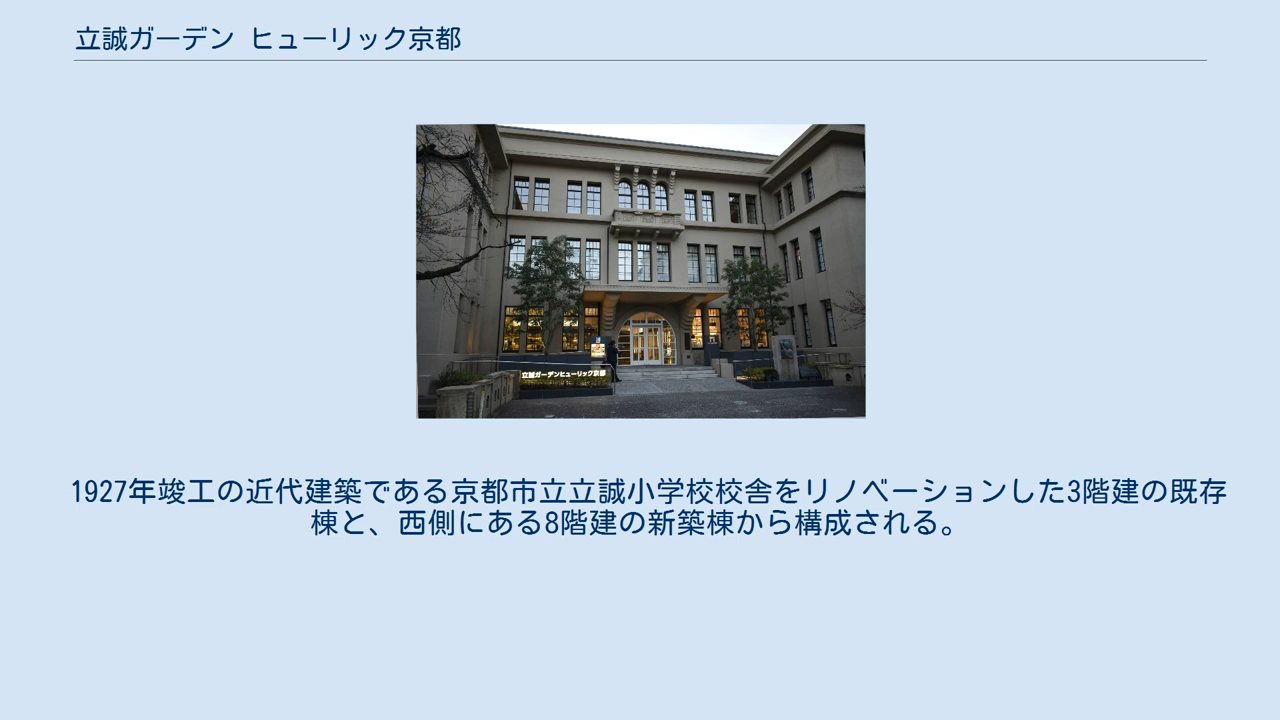 立誠ガーデン ヒューリック京都
立誠ガーデンヒューリック京都
1927年竣工の近代建築である京都市立立誠小学校校舎をリノベーションした3階建の既存
棟と、西側にある8階建の新築棟から構成される。